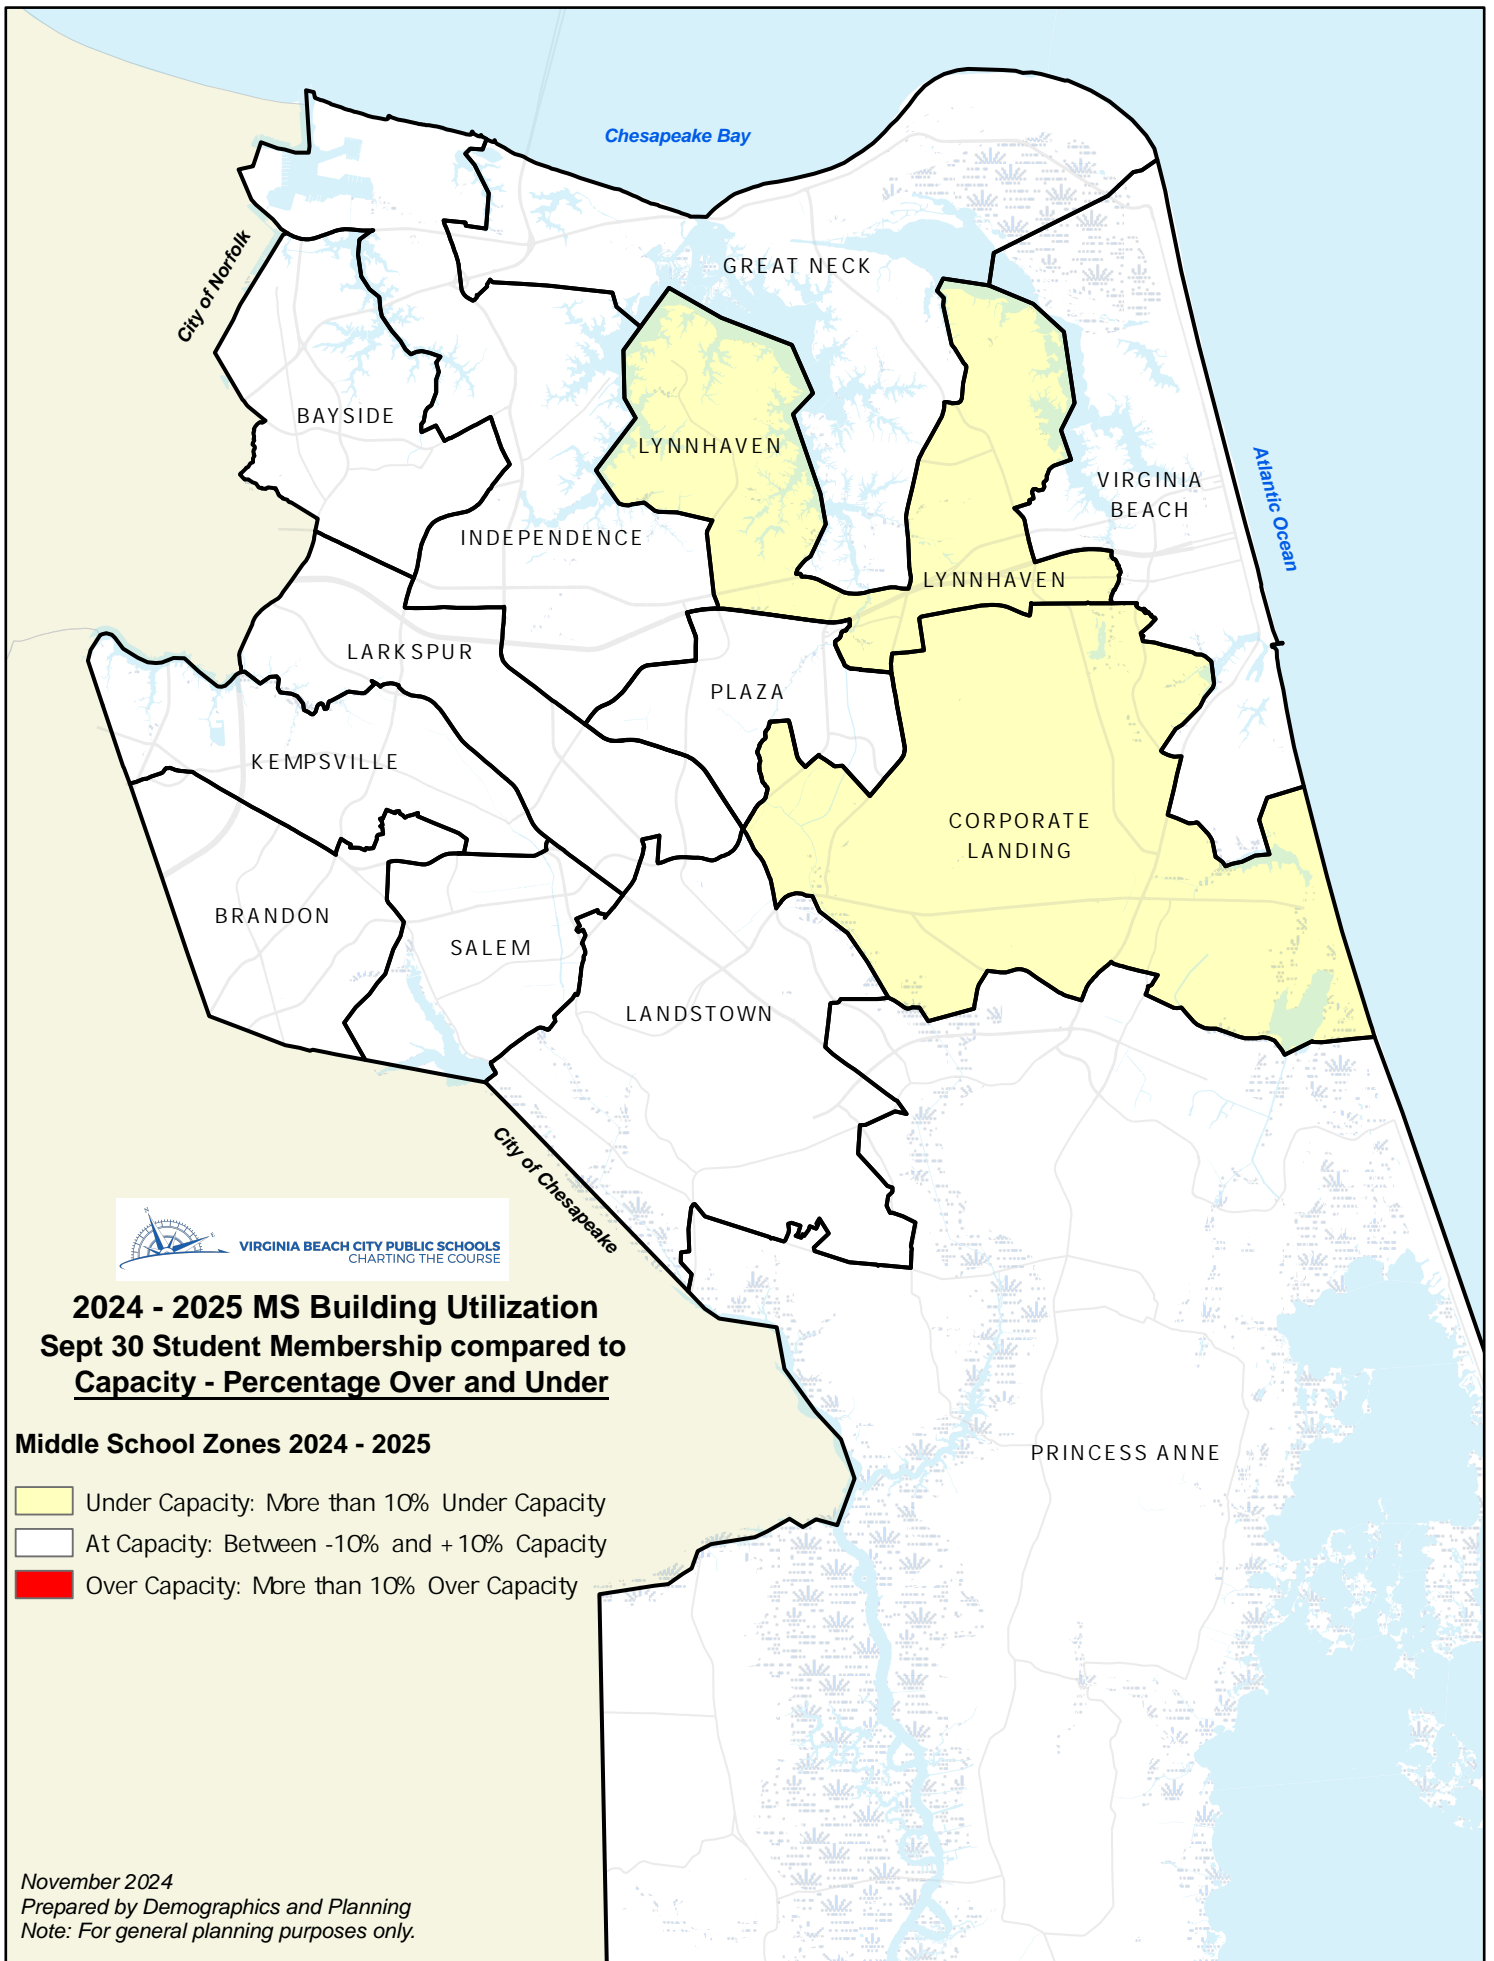 Chesapeake Bay
City of Norfolk
GREAT NECK
BAYSIDE
LYNNHAVEN
VIRGINIA
BEACH
Atlantic Ocean
INDEPENDENCE
LYNNHAVEN
LARKSPUR
PLAZA
KEMPSVILLE
CORPORATE
LANDING
BRANDON
SALEM
LANDSTOWN
City of Chesapeake
N
E
VIRGINIA BEACH CITY PUBLIC SCHOOLS
CHARTING THE COURSE
2024 - 2025 MS Building Utilization
Sept 30 Student Membership compared to
Capacity - Percentage Over and Under
Middle School Zones 2024 - 2025
Under Capacity: More than 10% Under Capacity
At Capacity: Between -10% and +10% Capacity
Over Capacity: More than 10% Over Capacity
PRINCESS ANNE
November 2024
Prepared by Demographics and Planning
Note: For general planning purposes only.